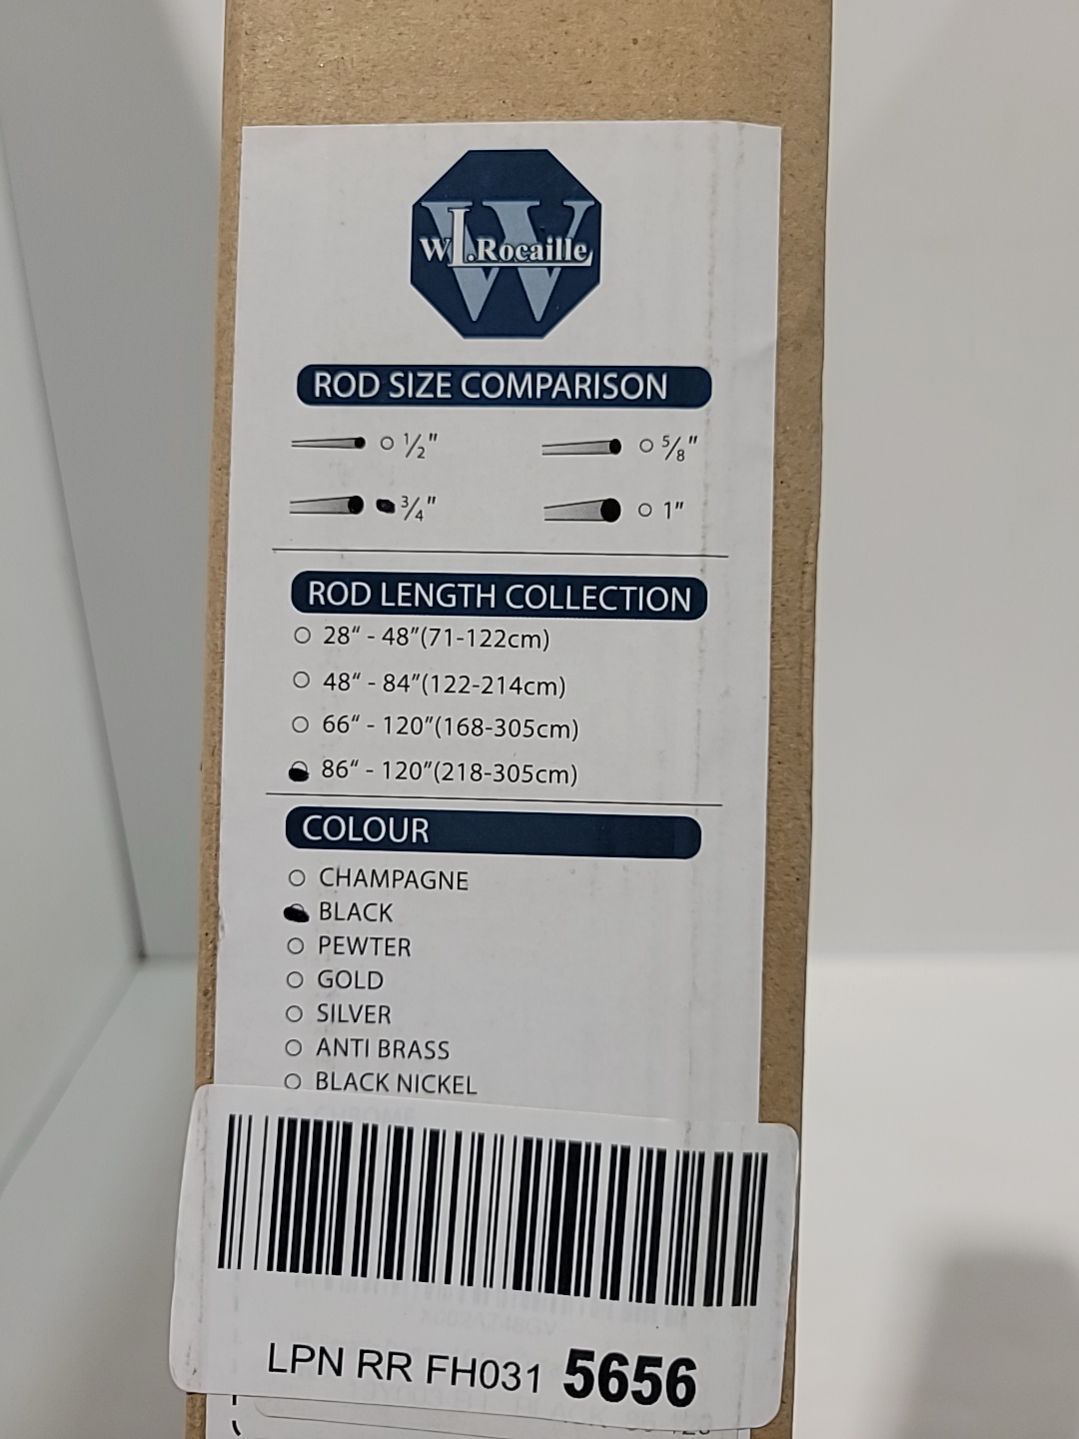 W L.Rocaille
ROD SIZE COMPARISON
1/2" 5/8"
3/4" 1"
ROD LENGTH COLLECTION
28“ - 48”(71-122cm)
48“ - 84”(122-214cm)
66“ - 120”(168-305cm)
86“ - 120”(218-305cm)
COLOUR
CHAMPAGNE
BLACK
PEWTER
GOLD
SILVER
ANTI BRASS
BLACK NICKEL
CHROME
LPN RR FH031 5656